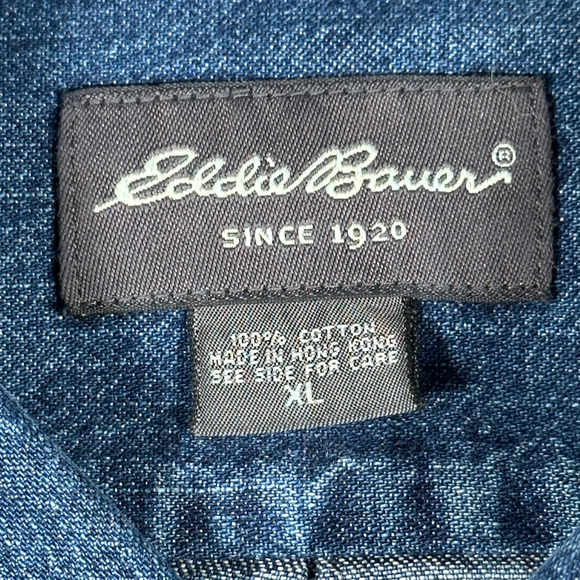 Eddie Bauer®
SINCE 1920
100% COTTON
MADE IN HONG KONG
SEE SIDE FOR CARE
XL